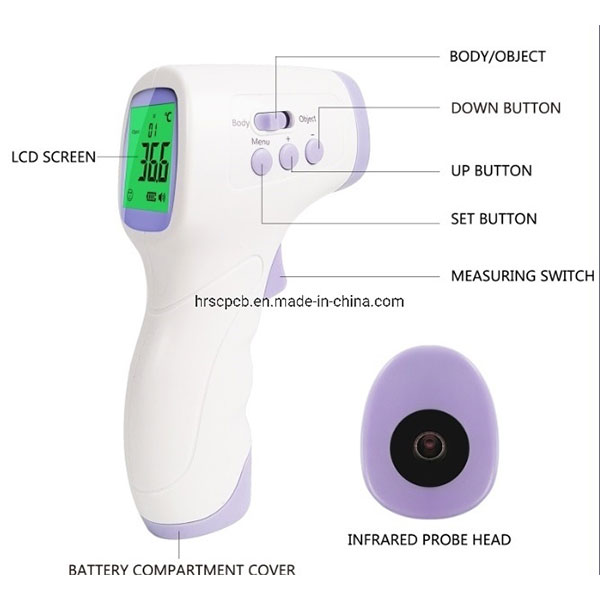 BODY/OBJECT
DOWN BUTTON
Body
Object
°C
01
LCD SCREEN
36.6
Menu
+
-
UP BUTTON
SET BUTTON
MEASURING SWITCH
hrscpcb.en.made-in-china.com
INFRARED PROBE HEAD
BATTERY COMPARTMENT COVER